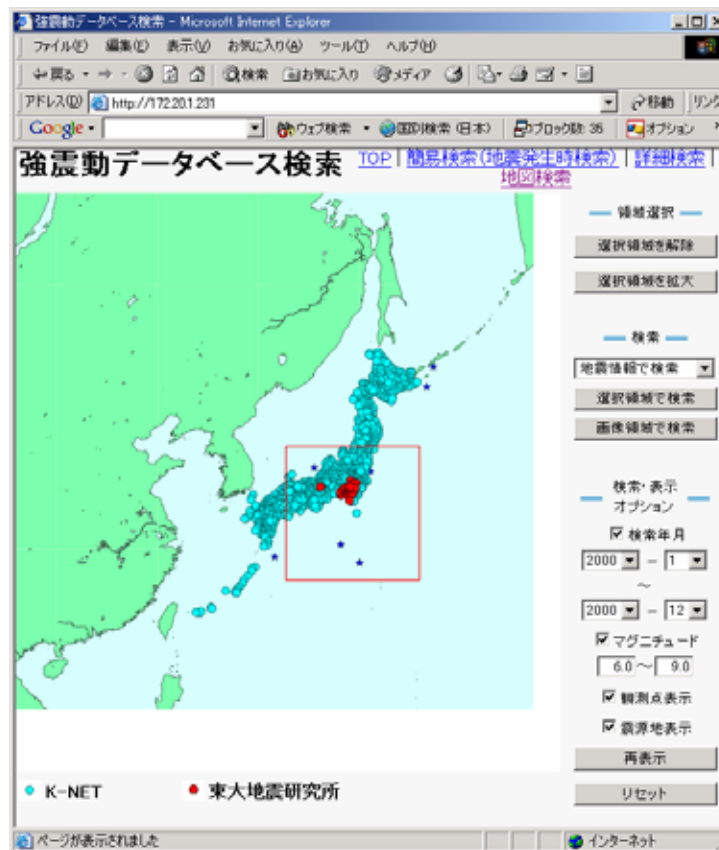 強震動データベース検索 - Microsoft Internet Explorer
ファイル(F) 編集(E) 表示(V) お気に入り(A) ツール(T) ヘルプ(H)
戻る 検索 お気に入り メディア
アドレス(D) http://172.20.1.231 移動 リンク
Google ウェブ検索 日本) ブロック数: 35 オプション
強震動データベース検索 TOP | 簡易検索(地震発生時検索) | 詳細検索 |
地図検索
領域選択
選択領域を解除
選択領域を拡大
検索
地震情報で検索
選択領域で検索
画像領域で検索
検索・表示
オプション
検索年月
2000 - 1
～
2000 - 12
マグニチュード
6.0 ～ 9.0
観測点表示
震源地表示
再表示
K-NET 東大地震研究所
リセット
ページが表示されました インターネット